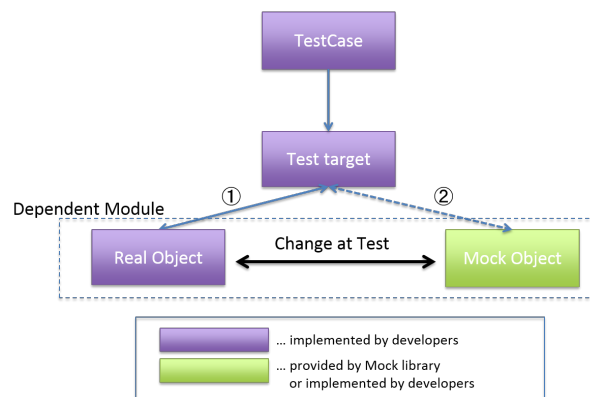 TestCase
Test target
① ②
Dependent Module
Real Object
Change at Test
Mock Object
... implemented by developers
... provided by Mock library
or implemented by developers